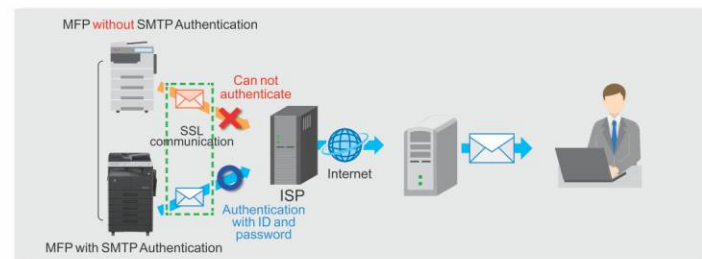 MFP without SMTP Authentication
Can not
authenticate
SSL
communication
Internet
ISP
Authentication
with ID and
password
MFP with SMTP Authentication